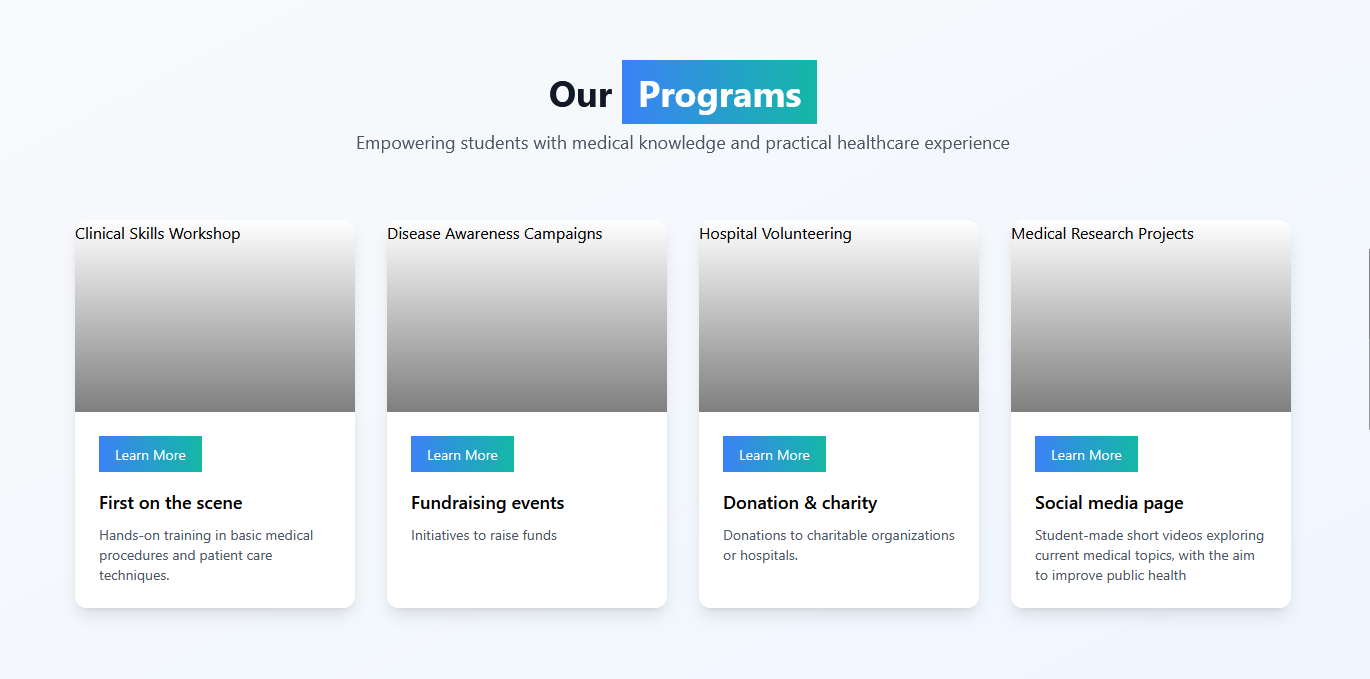 Our Programs
Empowering students with medical knowledge and practical healthcare experience
Clinical Skills Workshop
Learn More
First on the scene
Hands-on training in basic medical
procedures and patient care
techniques.
Disease Awareness Campaigns
Learn More
Fundraising events
Initiatives to raise funds
Hospital Volunteering
Learn More
Donation & charity
Donations to charitable organizations
or hospitals.
Medical Research Projects
Learn More
Social media page
Student-made short videos exploring
current medical topics, with the aim
to improve public health